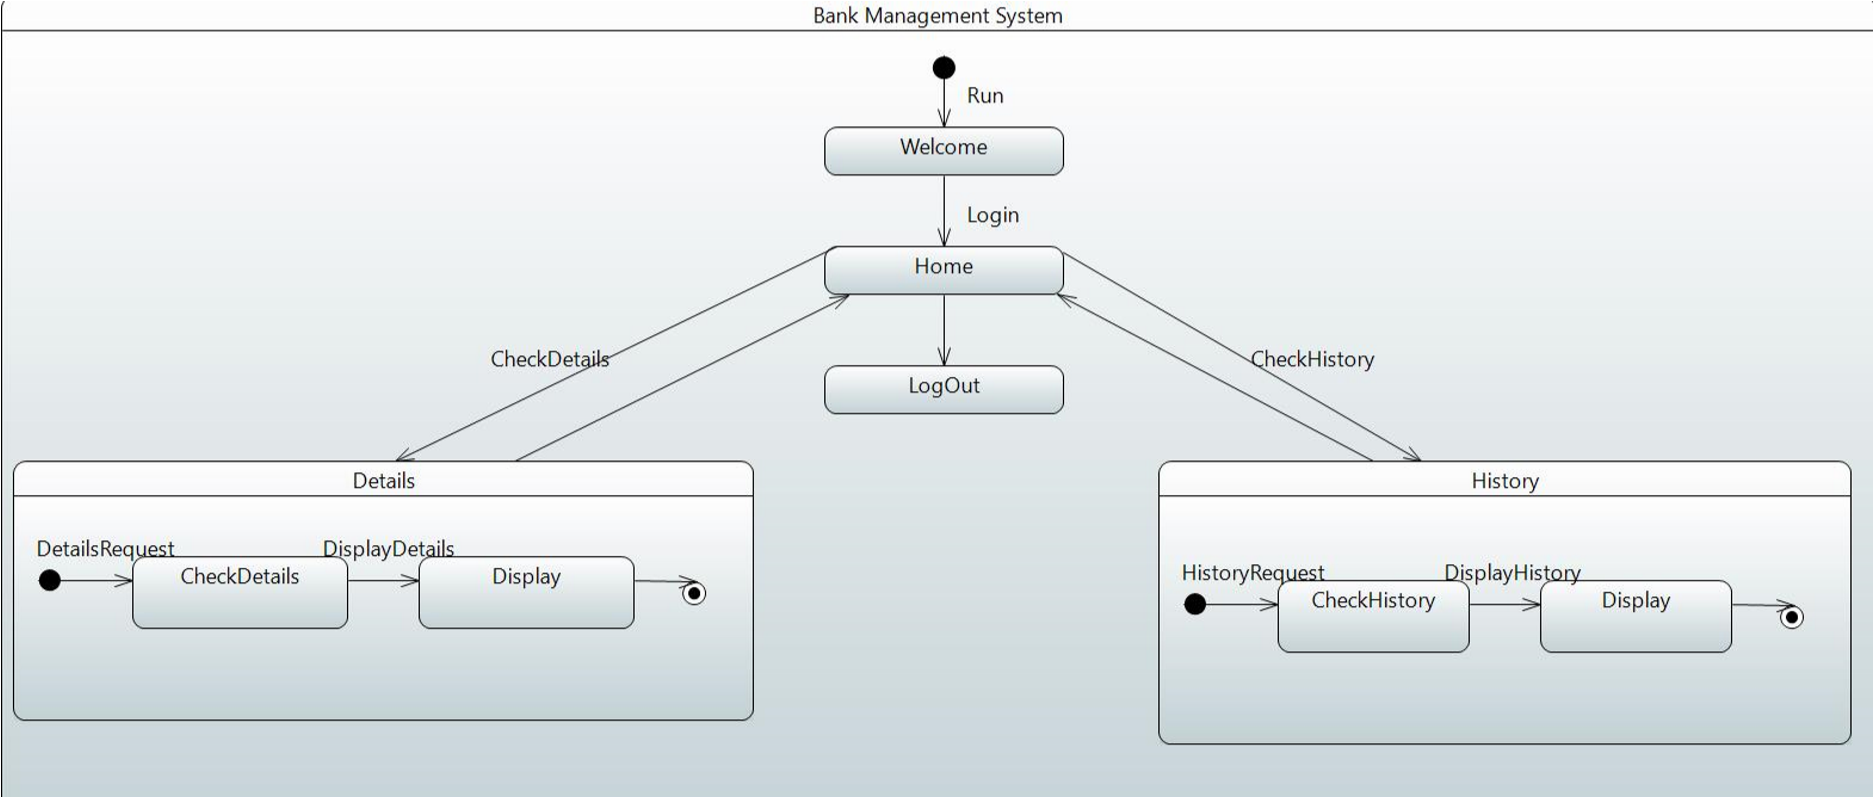 Bank Management System
Run
Welcome
Login
Home
CheckDetails
CheckHistory
LogOut
Details
DetailsRequest
DisplayDetails
CheckDetails
Display
History
HistoryRequest
DisplayHistory
CheckHistory
Display